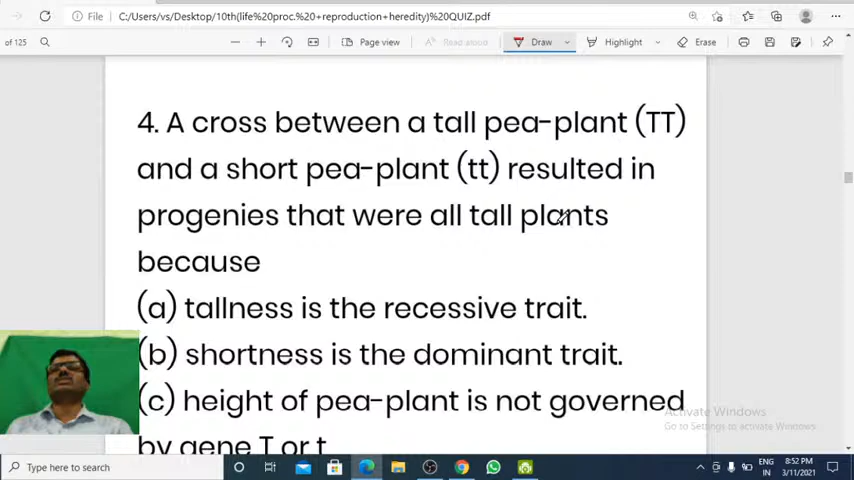 C:/Users/vs/Desktop/10th(life%20proc.%20+reproduction+heredity)%20QUIZ.pdf
of 125
Page view
Read aloud
Draw
Highlight
Erase
4. A cross between a tall pea-plant (TT)
and a short pea-plant (tt) resulted in
progenies that were all tall plants
because
(a) tallness is the recessive trait.
(b) shortness is the dominant trait.
(c) height of pea-plant is not governed
by gene T or t
Activate Windows
Go to Settings to activate Windows.
Type here to search
ENG
IN
8:52 PM
3/11/2021